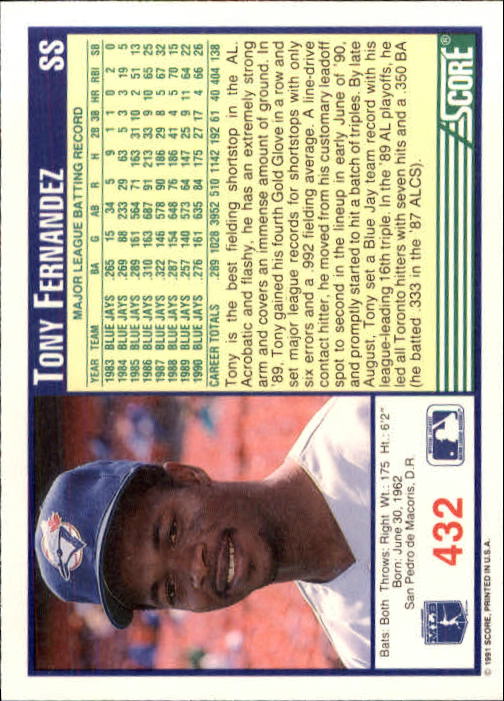 TONY FERNANDEZ SS
MAJOR LEAGUE BATTING RECORD
YEAR TEAM BA G AB R H 2B 3B HR RBI SB
1983 BLUE JAYS .265 15 34 5 9 1 1 0 2 0
1984 BLUE JAYS .269 88 233 29 63 5 3 3 19 5
1985 BLUE JAYS .289 161 564 71 163 31 10 2 51 13
1986 BLUE JAYS .310 163 687 91 213 33 9 10 65 25
1987 BLUE JAYS .322 146 578 90 186 29 8 5 67 32
1988 BLUE JAYS .287 154 648 76 186 41 4 5 70 15
1989 BLUE JAYS .257 140 573 64 147 25 9 11 64 22
1990 BLUE JAYS .276 161 635 84 175 27 17 4 66 26
CAREER TOTALS .289 1028 3952 510 1142 192 61 40 404 138
Tony is the best fielding shortstop in the AL.
Acrobatic and flashy, he has an extremely strong
arm and covers an immense amount of ground. In
'89, Tony gained his fourth Gold Glove in a row and
set major league records for shortstops with only
six errors and a .992 fielding average. A line-drive
contact hitter, he moved from his customary leadoff
spot to second in the lineup in early June of '90,
and promptly started to hit a batch of triples. By late
August, Tony set a Blue Jay team record with his
league-leading 16th triple. In the '89 AL playoffs, he
led all Toronto hitters with seven hits and a .350 BA
(he batted .333 in the '87 ALCS).
SCORE
Bats: Both Throws: Right Wt.: 175 Ht.: 6'2"
Born: June 30, 1962
San Pedro de Macoris, D.R.
432
© 1991 SCORE, PRINTED IN U.S.A.